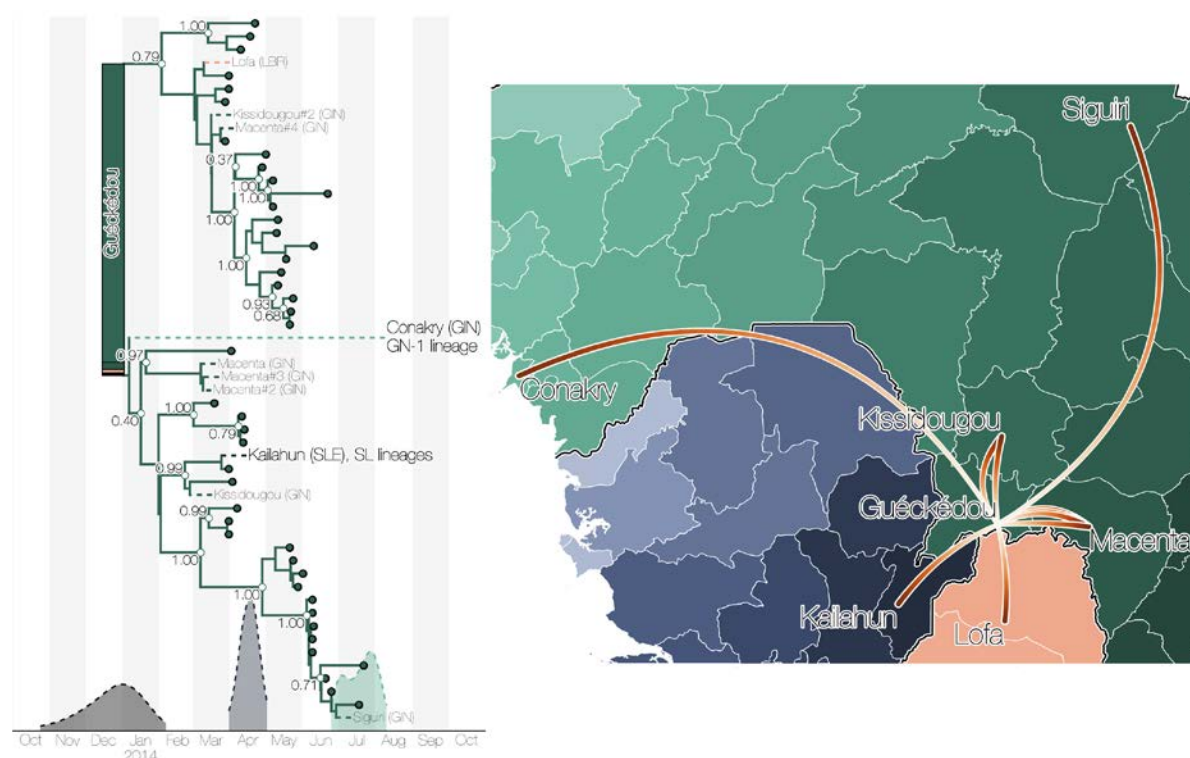 1.00
0.79
Lofa (LBR)
Kissidougou#2 (GIN)
Macenta#4 (GIN)
0.37
1.00
1.00
1.00
Guéckédou
1.00
0.93
0.68
Conakry (GIN)
GN-1 lineage
0.97
Macenta (GIN)
Macenta#3 (GIN)
Macenta#2 (GIN)
1.00
0.40
0.79
Kailahun (SLE), SL lineages
0.99
Kissidougou (GIN)
0.99
1.00
1.00
1.00
0.71
Siguiri (GIN)
Oct Nov Dec Jan Feb Mar Apr May Jun Jul Aug Sep Oct
2014
Siguiri
Conakry
Kissidougou
Guéckédou
Macenta
Kailahun
Lofa